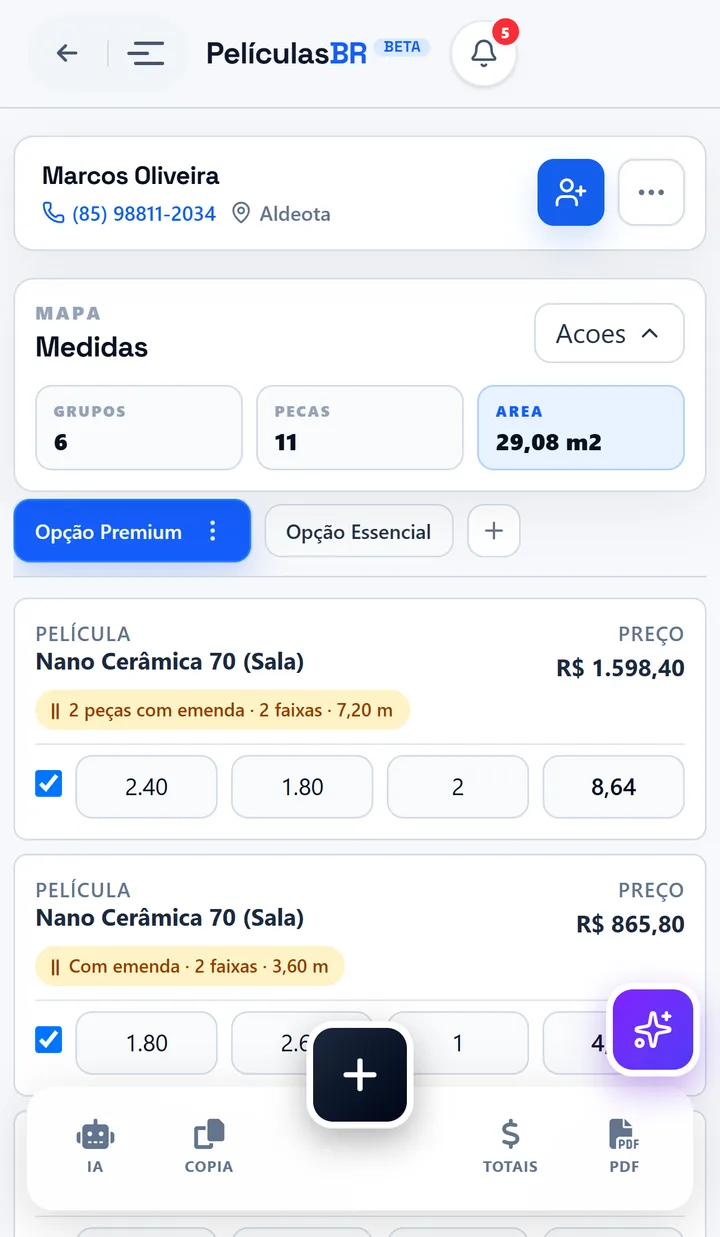 PelículasBR BETA 5
Marcos Oliveira
(85) 98811-2034 Aldeota
MAPA
Medidas
Acoes
GRUPOS
6
PECAS
11
AREA
29,08 m2
Opção Premium
Opção Essencial
PELÍCULA
Nano Cerâmica 70 (Sala)
PREÇO
R$ 1.598,40
2 peças com emenda · 2 faixas · 7,20 m
2.40 1.80 2 8,64
PELÍCULA
Nano Cerâmica 70 (Sala)
PREÇO
R$ 865,80
Com emenda · 2 faixas · 3,60 m
1.80 1
IA
COPIA
TOTAIS
PDF
PDF